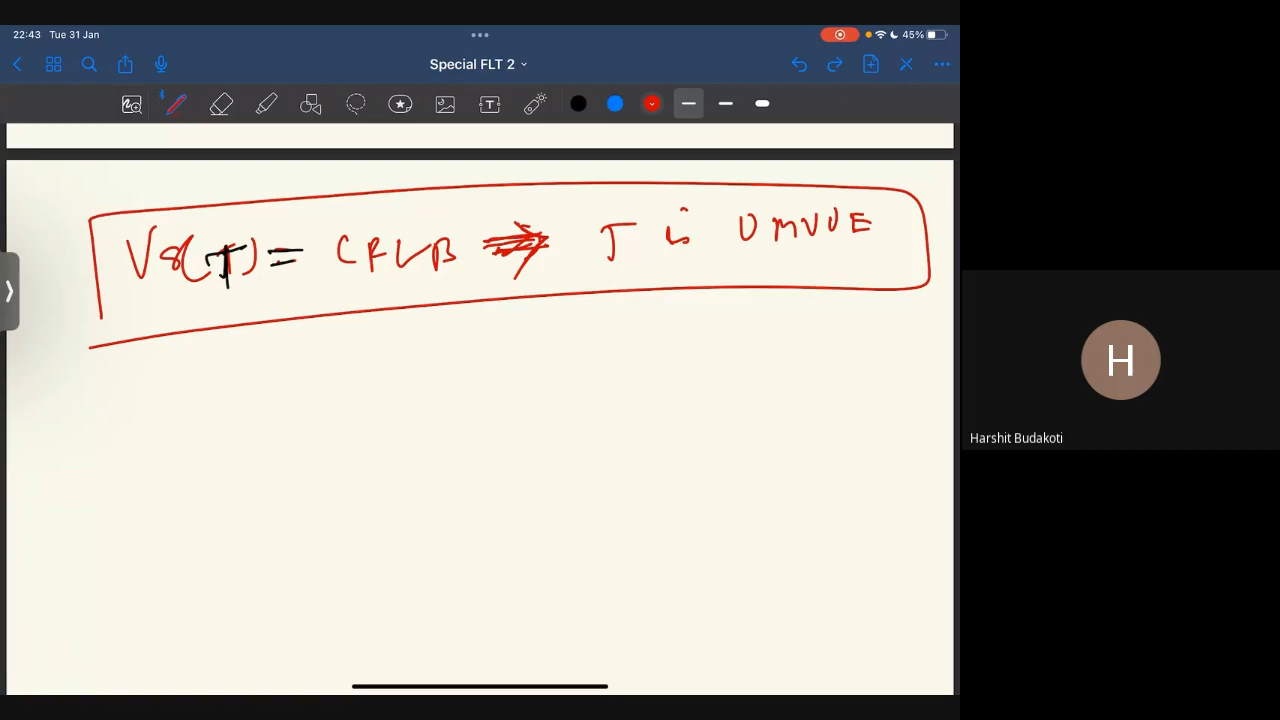 22:43 Tue 31 Jan 45%
Special FLT 2
Var(T) = CRLB ⇒ T is UMVUE
H
Harshit Budakoti